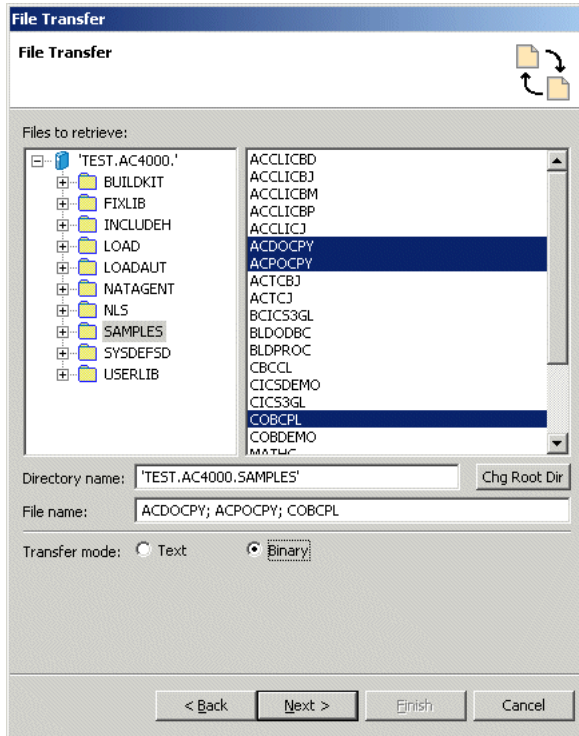 File Transfer
File Transfer
Files to retrieve:
'TEST.AC4000.'
BUILDKIT
FIXLIB
INCLUDEH
LOAD
LOADAUT
NATAGENT
NLS
SAMPLES
SYSDEFSD
USERLIB
ACCLICBD
ACCLICBJ
ACCLICBM
ACCLICBP
ACCLICJ
ACDOCPY
ACPOCPY
ACTCBJ
ACTCJ
BCICS3GL
BLDODBC
BLDPROC
CBCCL
CICSDEMO
CICS3GL
COBCPL
COBDEMO
MATHC
Directory name: 'TEST.AC4000.SAMPLES' Chg Root Dir
File name: ACDOCPY; ACPOCPY; COBCPL
Transfer mode: Text Binary
< Back Next > Finish Cancel